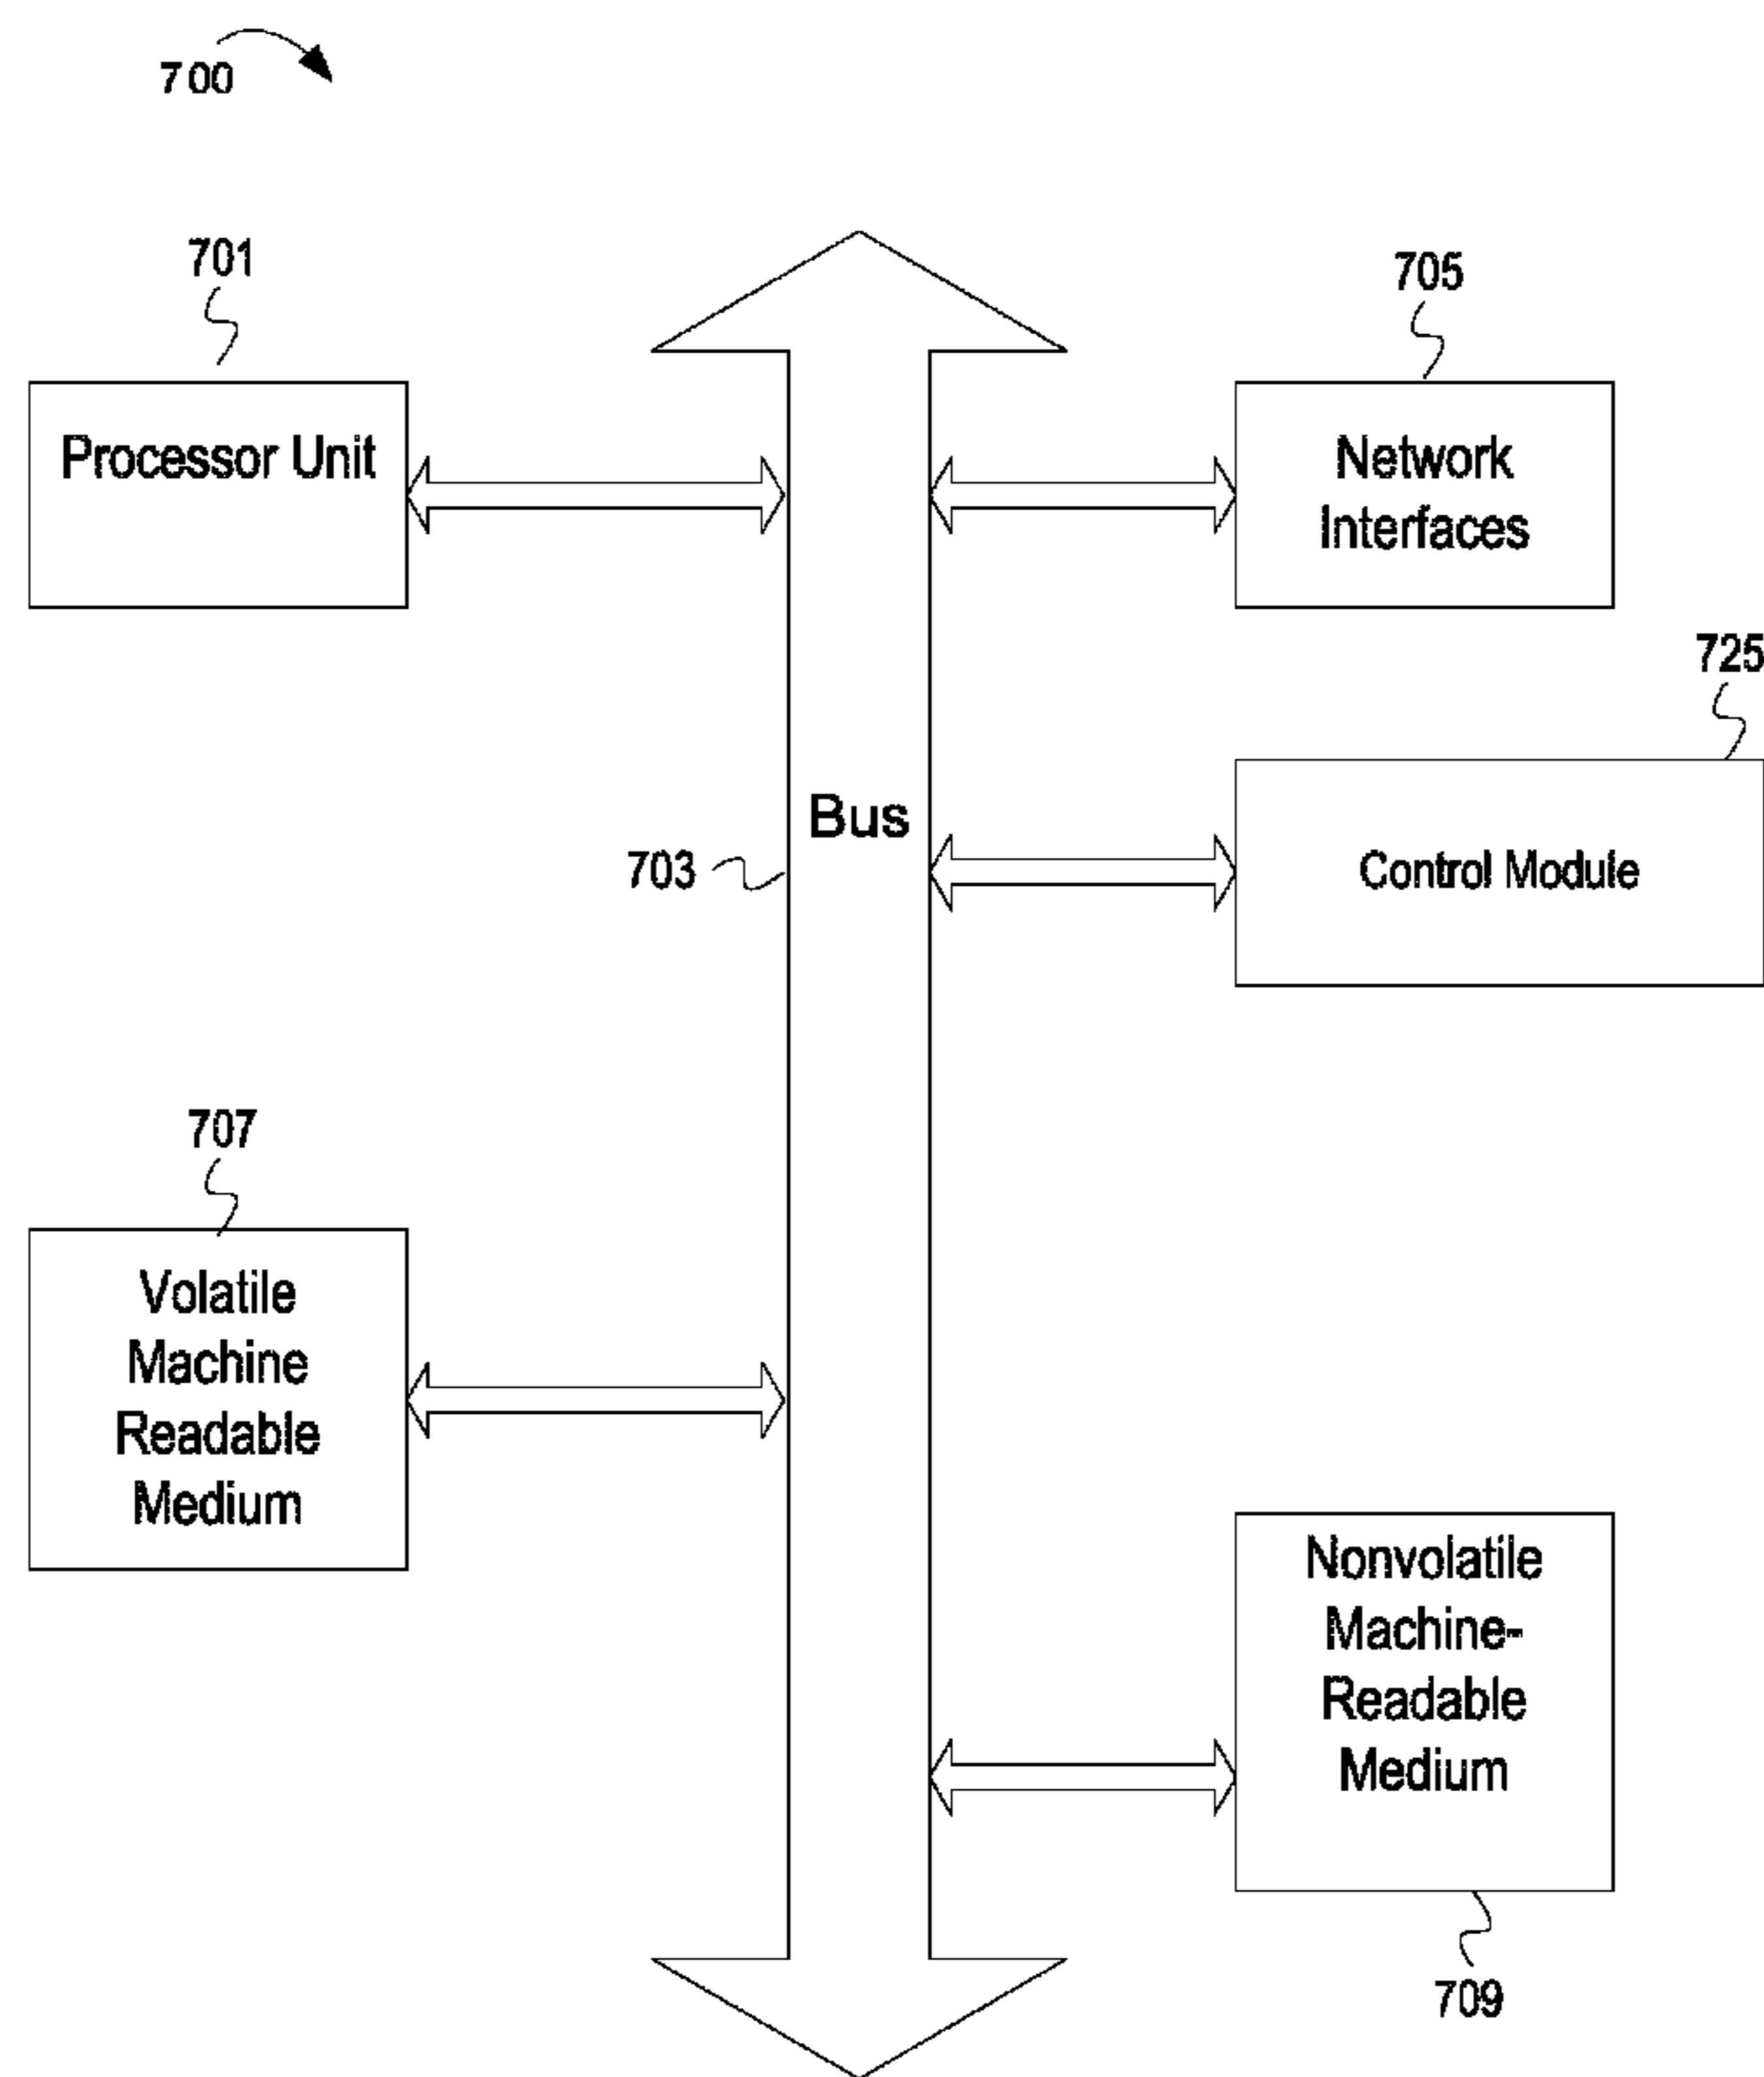 700
701
Processor Unit
705
Network
Interfaces
725
Control Module
Bus
703
707
Volatile
Machine
Readable
Medium
Nonvolatile
Machine-
Readable
Medium
709